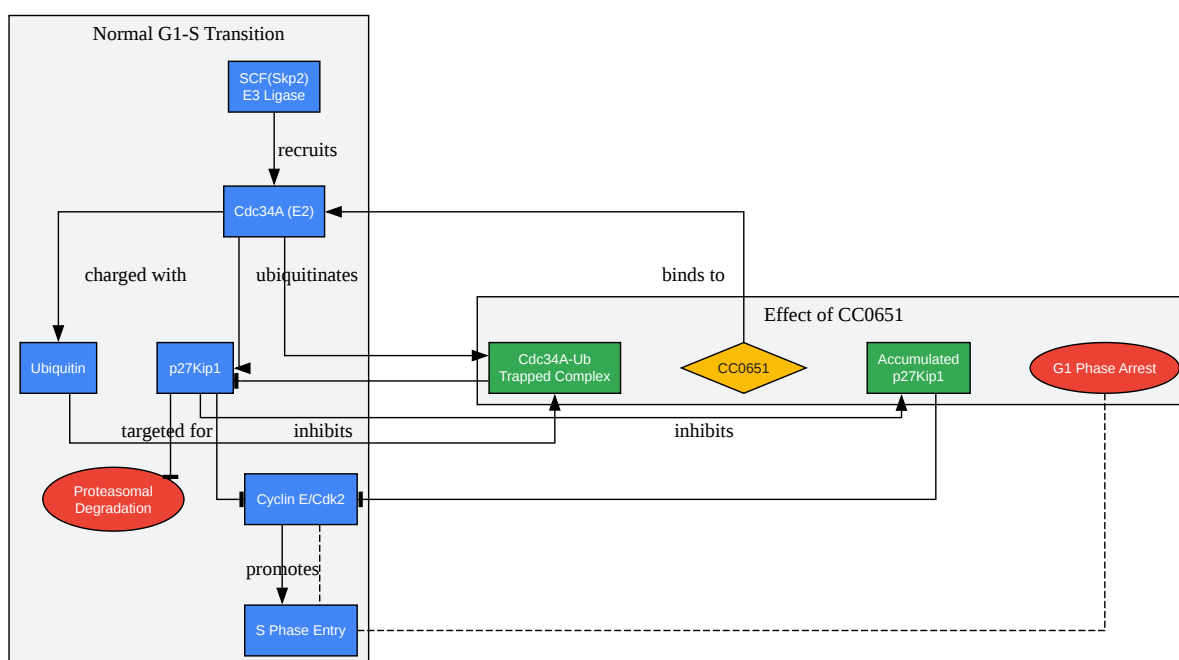 Normal G1-S Transition
SCF(Skp2)
E3 Ligase
recruits
Cdc34A (E2)
charged with
ubiquitinates
binds to
Effect of CC0651
Ubiquitin
p27Kip1
Cdc34A-Ub
Trapped Complex
CC0651
Accumulated
p27Kip1
G1 Phase Arrest
targeted for
inhibits
inhibits
Proteasomal
Degradation
Cyclin E/Cdk2
promotes
S Phase Entry